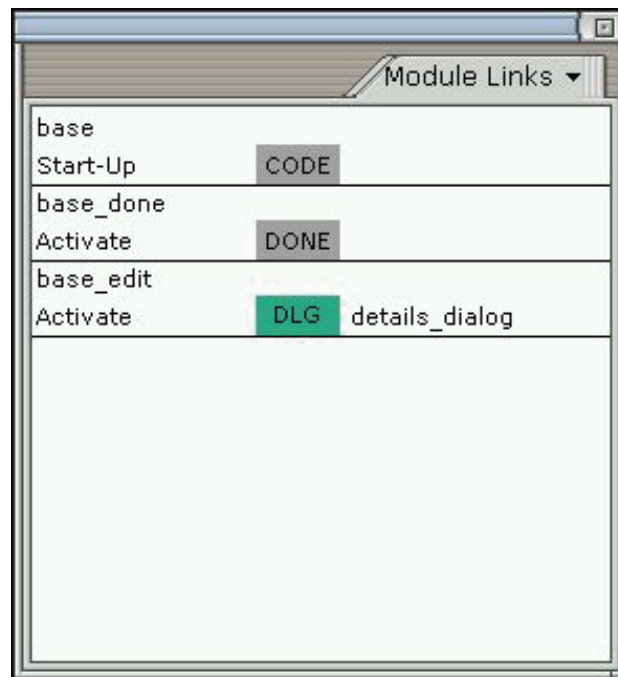 Module Links
base
Start-Up CODE
base_done
Activate DONE
base_edit
Activate DLG details_dialog